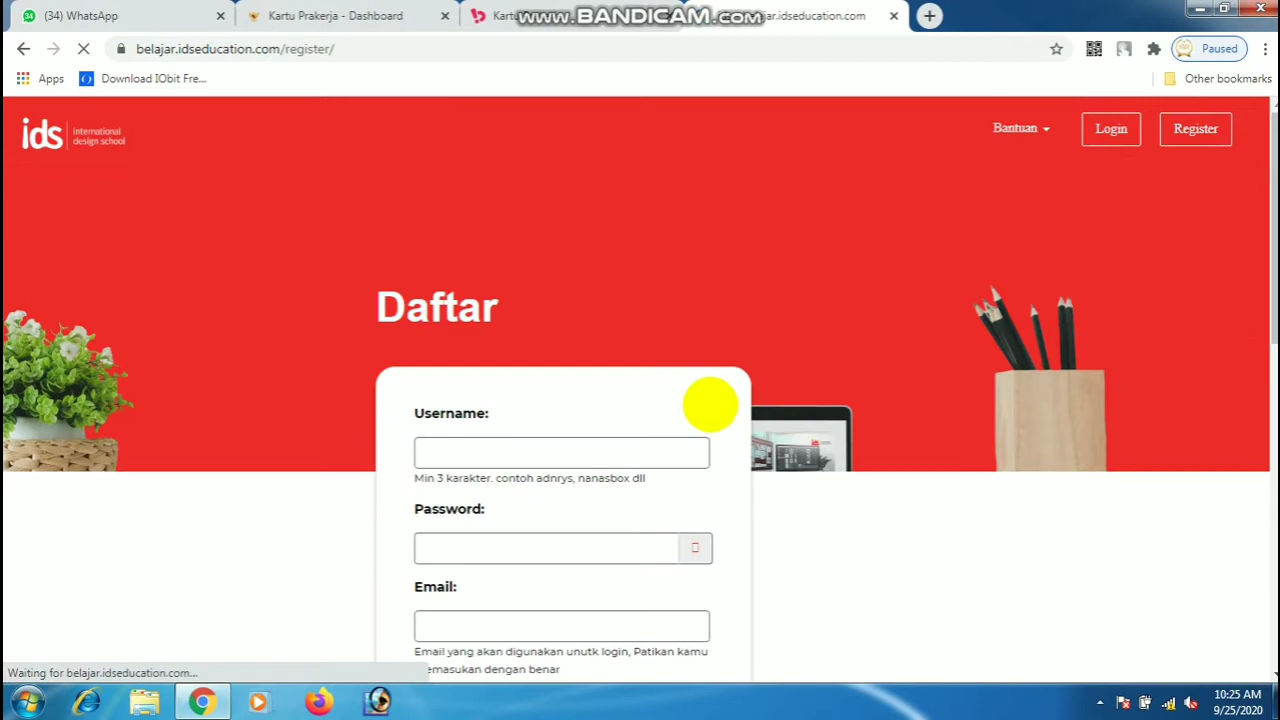 (34) WhatsApp
Kartu Prakerja - Dashboard
Kartu
www.BANDICAM.com
ajar.idseducation.com
belajar.idseducation.com/register/
Paused
Apps
Download IObit Fre...
Other bookmarks
ids international design school
Bantuan
Login
Register
Daftar
Username:
Min 3 karakter. contoh adnrys, nanasbox dll
Password:
Email:
Email yang akan digunakan unutk login, Patikan kamu
emasukan dengan benar
Waiting for belajar.idseducation.com...
10:25 AM
9/25/2020